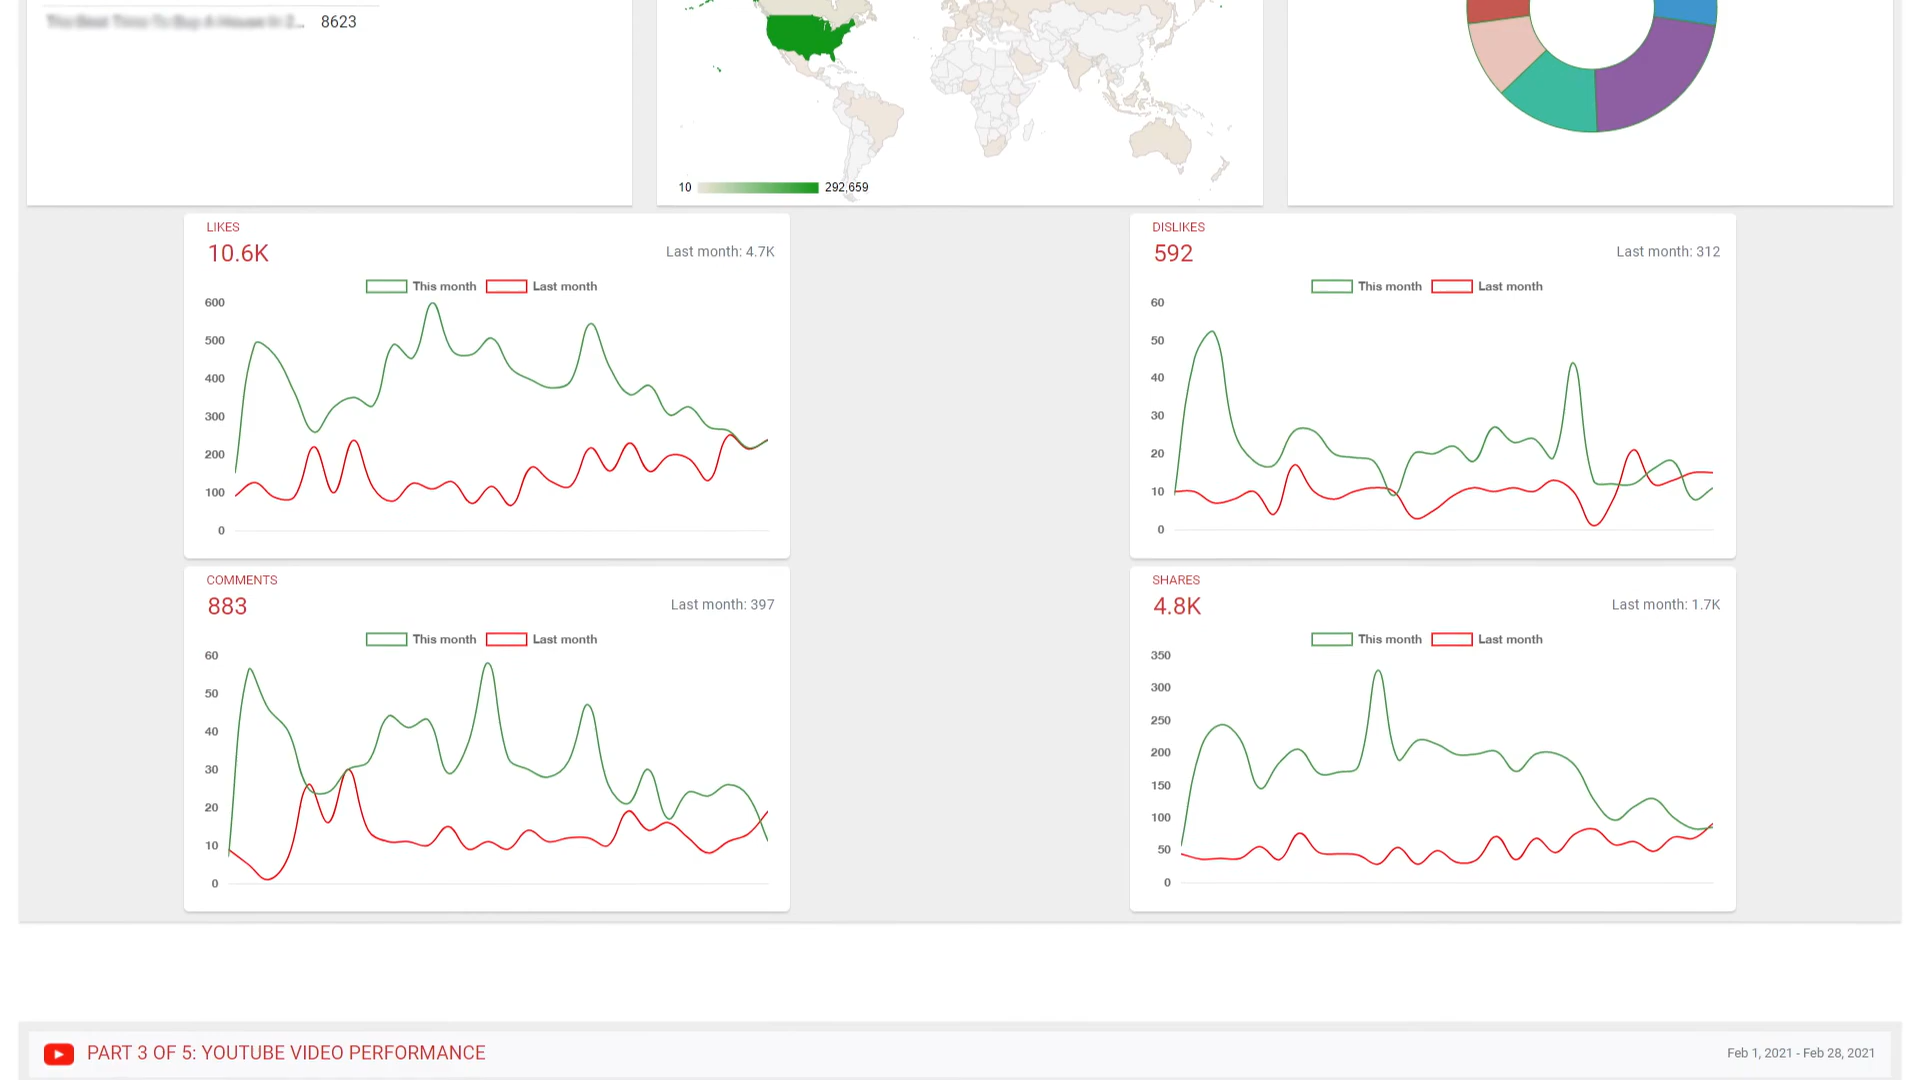 8623
10 292,659
LIKES
10.6K
Last month: 4.7K
This month Last month
600
500
400
300
200
100
0
DISLIKES
592
Last month: 312
This month Last month
60
50
40
30
20
10
0
COMMENTS
883
Last month: 397
This month Last month
60
50
40
30
20
10
0
SHARES
4.8K
Last month: 1.7K
This month Last month
350
300
250
200
150
100
50
0
PART 3 OF 5: YOUTUBE VIDEO PERFORMANCE
Feb 1, 2021 - Feb 28, 2021